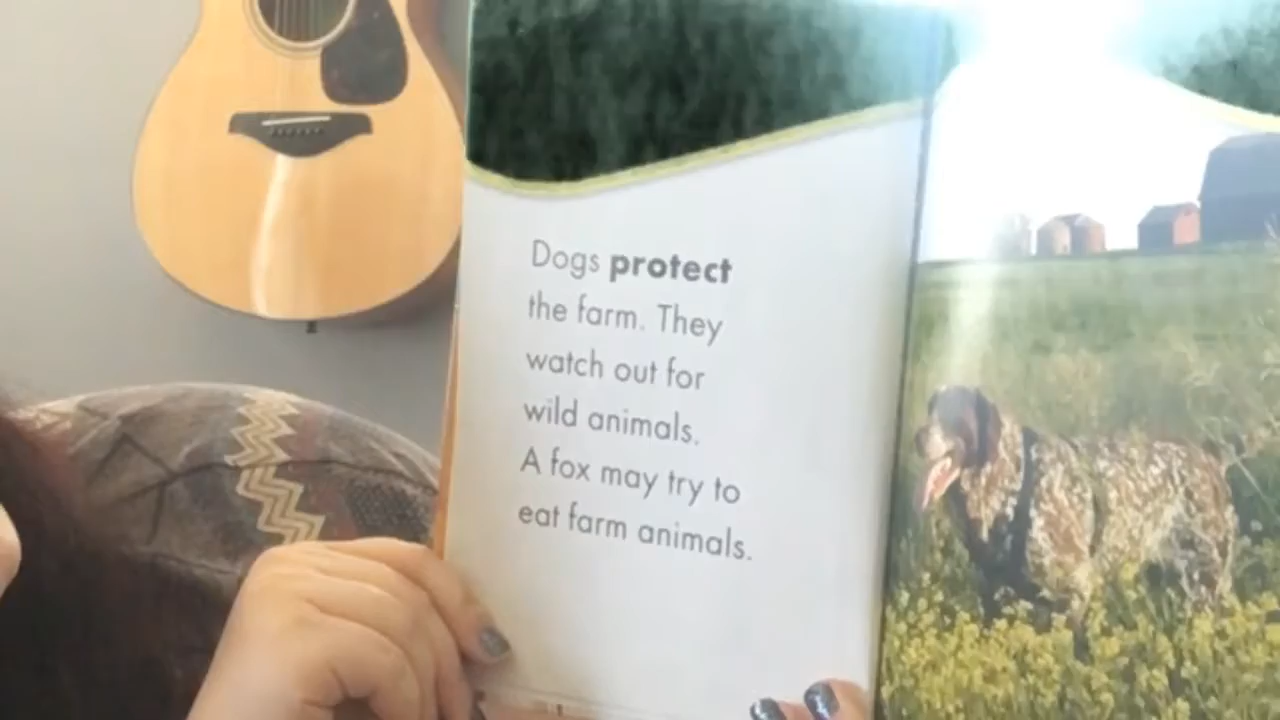 Dogs protect
the farm. They
watch out for
wild animals.
A fox may try to
eat farm animals.